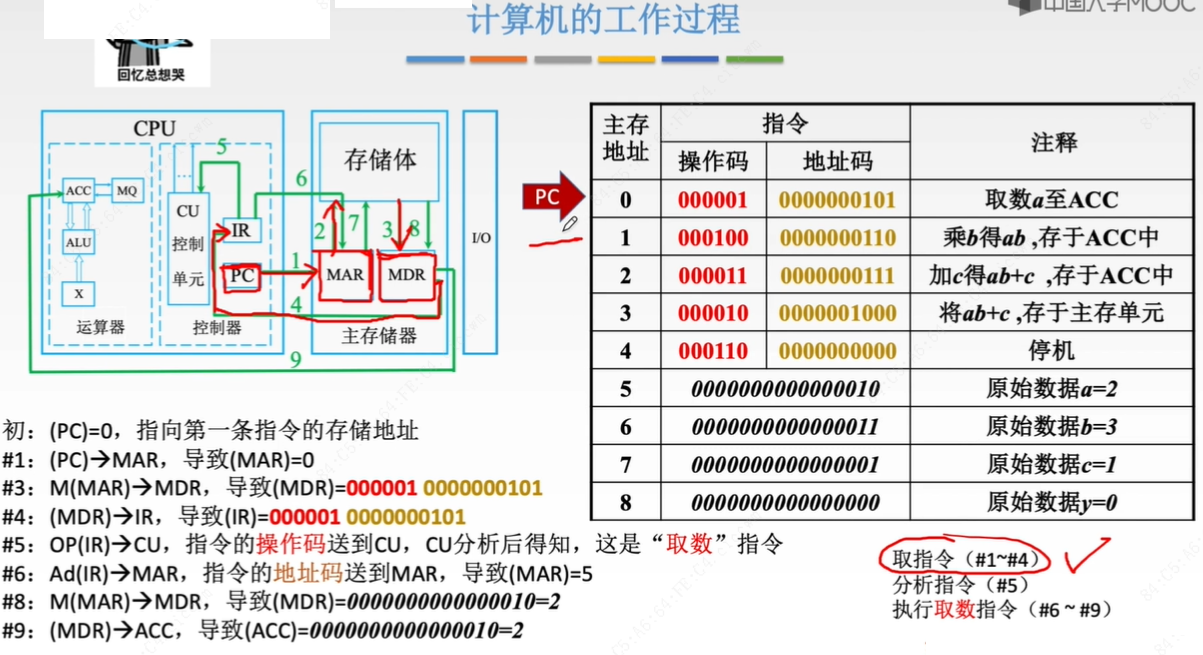 计算机的工作过程
中国大学MOOC
回忆总想哭
CPU
ACC
MQ
ALU
X
运算器
CU
控制
单元
IR
PC
控制器
存储体
MAR
MDR
主存储器
I/O
5
6
2
7
3
8
1
4
9
PC
主存地址 指令 注释
操作码 地址码
0 000001 0000000101 取数a至ACC
1 000100 0000000110 乘b得ab ,存于ACC中
2 000011 0000000111 加c得ab+c ,存于ACC中
3 000010 0000001000 将ab+c ,存于主存单元
4 000110 0000000000 停机
5 0000000000000010 原始数据a=2
6 0000000000000011 原始数据b=3
7 0000000000000001 原始数据c=1
8 0000000000000000 原始数据y=0
初：(PC)=0，指向第一条指令的存储地址
#1：(PC)→MAR，导致(MAR)=0
#3：M(MAR)→MDR，导致(MDR)=000001 0000000101
#4：(MDR)→IR，导致(IR)=000001 0000000101
#5：OP(IR)→CU，指令的操作码送到CU，CU分析后得知，这是“取数”指令
#6：Ad(IR)→MAR，指令的地址码送到MAR，导致(MAR)=5
#8：M(MAR)→MDR，导致(MDR)=0000000000000010=2
#9：(MDR)→ACC，导致(ACC)=0000000000000010=2
取指令（#1~#4）
分析指令（#5）
执行取数指令（#6 ~ #9）